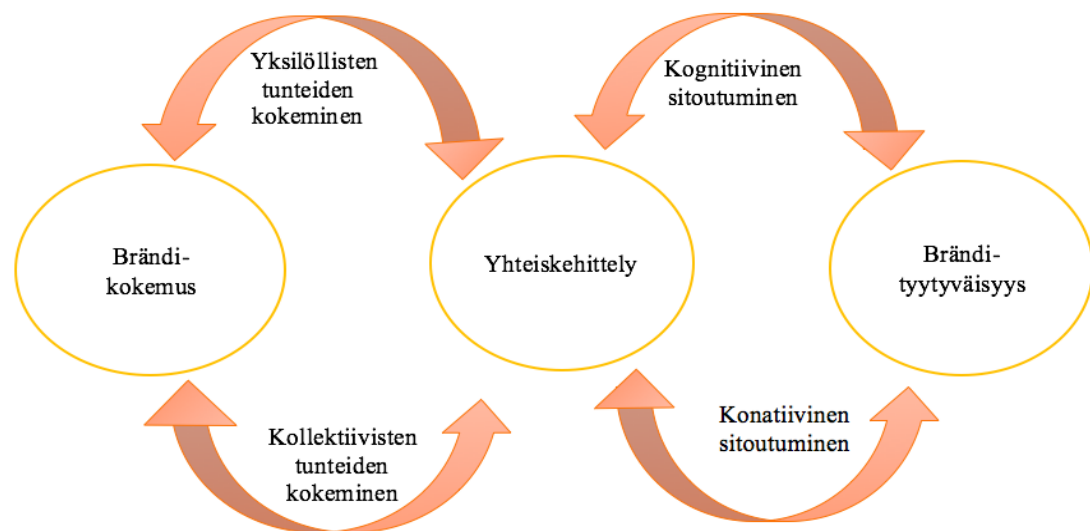 Yksilöllisten
tunteiden
kokeminen
Kognitiivinen
sitoutuminen
Brändi-
kokemus
Yhteiskehittely
Brändi-
tyytyväisyys
Kollektiivisten
tunteiden
kokeminen
Konatiivinen
sitoutuminen